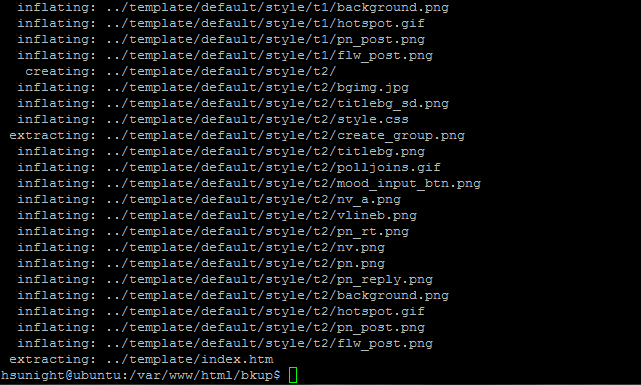 inflating: ../template/default/style/t1/background.png
inflating: ../template/default/style/t1/hotspot.gif
inflating: ../template/default/style/t1/pn_post.png
inflating: ../template/default/style/t1/flw_post.png
creating: ../template/default/style/t2/
inflating: ../template/default/style/t2/bgimg.jpg
inflating: ../template/default/style/t2/titlebg_sd.png
inflating: ../template/default/style/t2/style.css
extracting: ../template/default/style/t2/create_group.png
inflating: ../template/default/style/t2/titlebg.png
inflating: ../template/default/style/t2/polljoins.gif
inflating: ../template/default/style/t2/mood_input_btn.png
inflating: ../template/default/style/t2/nv_a.png
inflating: ../template/default/style/t2/vlineb.png
inflating: ../template/default/style/t2/pn_rt.png
inflating: ../template/default/style/t2/nv.png
inflating: ../template/default/style/t2/pn.png
inflating: ../template/default/style/t2/pn_reply.png
inflating: ../template/default/style/t2/background.png
inflating: ../template/default/style/t2/hotspot.gif
inflating: ../template/default/style/t2/pn_post.png
inflating: ../template/default/style/t2/flw_post.png
extracting: ../template/index.htm
hsunight@ubuntu:/var/www/html/bkup$